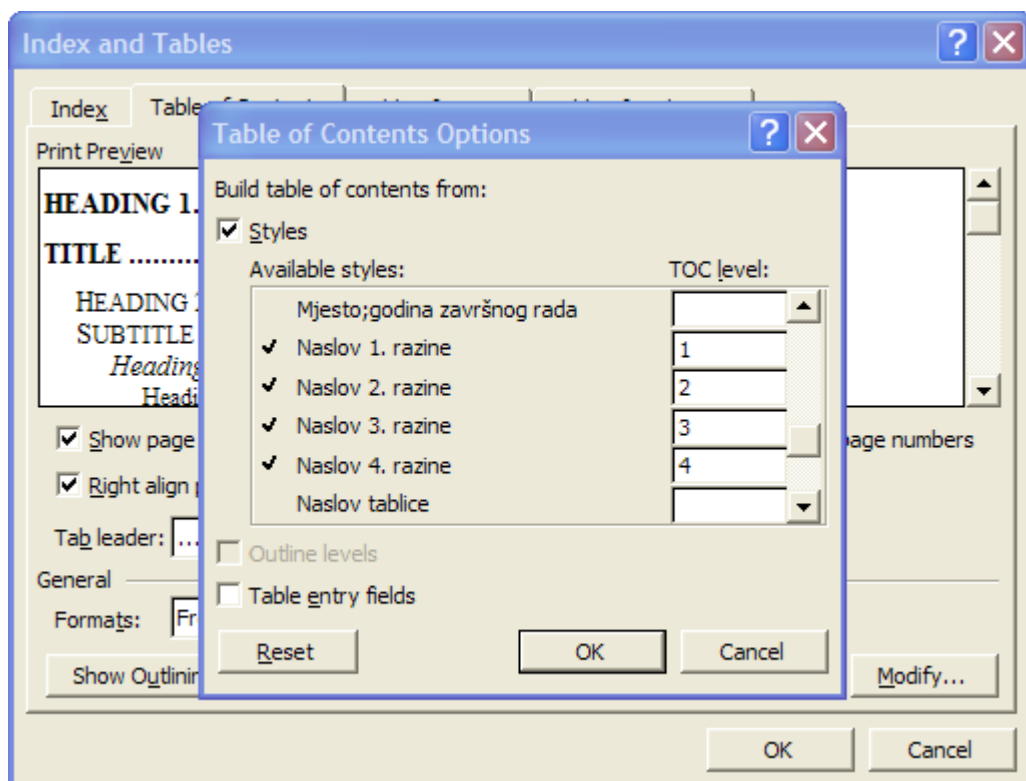 Index and Tables
Index
Table
Print Preview
HEADING 1.
TITLE .........
HEADING
SUBTITLE
Heading
Headi
Show page
page numbers
Right align p
Tab leader: ...
General
Formats: Fr
Show Outlinin
Modify...
OK
Cancel
Table of Contents Options
Build table of contents from:
Styles
Available styles: TOC level:
Mjesto;godina završnog rada
Naslov 1. razine 1
Naslov 2. razine 2
Naslov 3. razine 3
Naslov 4. razine 4
Naslov tablice
Outline levels
Table entry fields
Reset OK Cancel